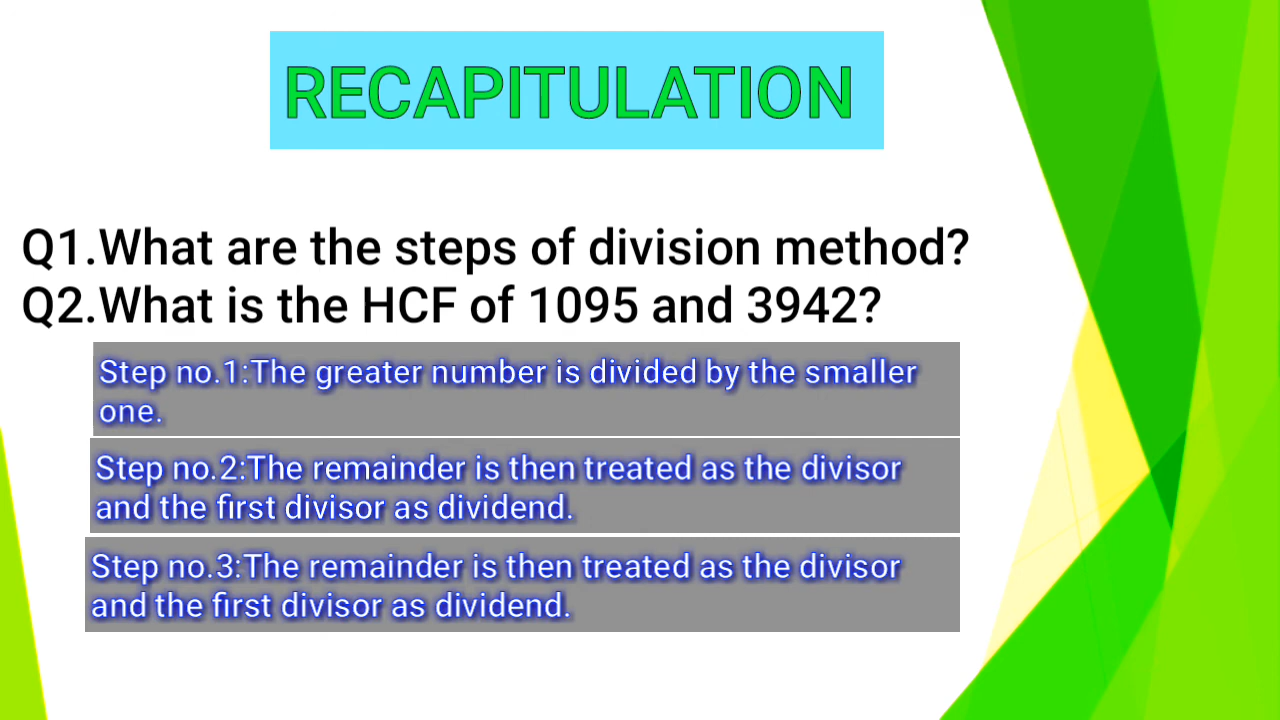 RECAPITULATION
Q1.What are the steps of division method?
Q2.What is the HCF of 1095 and 3942?
Step no.1:The greater number is divided by the smaller
one.
Step no.2:The remainder is then treated as the divisor
and the first divisor as dividend.
Step no.3:The remainder is then treated as the divisor
and the first divisor as dividend.